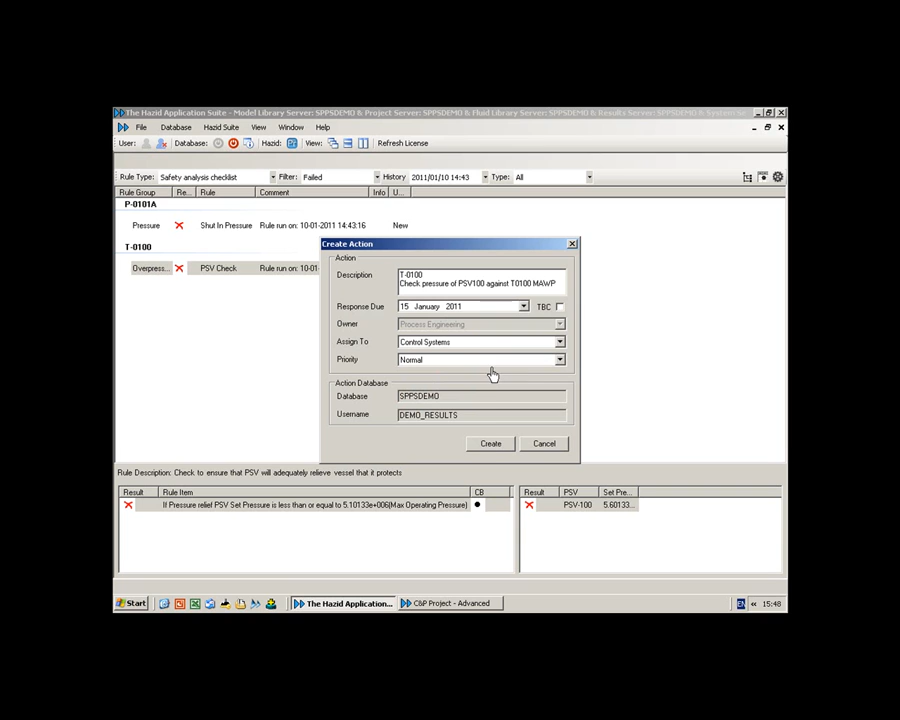 The Hazid Application Suite - Model Library Server: SPPSDEMO & Project Server: SPPSDEMO & Fluid Library Server: SPPSDEMO & Results Server: SPPSDEMO &
File Database Hazid Suite View Window Help
User: Database: Hazid: View: Refresh License
Rule Type: Safety analysis checklist Filter: Failed History 2011/01/10 14:43 Type: All
Rule Group Re... Rule Comment Info U...
P-0101A
Pressure Shut In Pressure Rule run on: 10-01-2011 14:43:16 New
T-0100
Overpress... PSV Check Rule run on: 10-01
Create Action
Action
Description T-0100
Check pressure of PSV100 against T0100 MAWP
Response Due 15 January 2011 TBC
Owner Process Engineering
Assign To Control Systems
Priority Normal
Action Database
Database SPPSDEMO
Username DEMO_RESULTS
Create Cancel
Rule Description: Check to ensure that PSV will adequately relieve vessel that it protects
Result Rule Item CB
If Pressure relief PSV Set Pressure is less than or equal to 5.10133e+006(Max Operating Pressure)
Result PSV Set Pre...
PSV-100 5.60133...
Start The Hazid Application... C&P Project - Advanced EN « 15:48